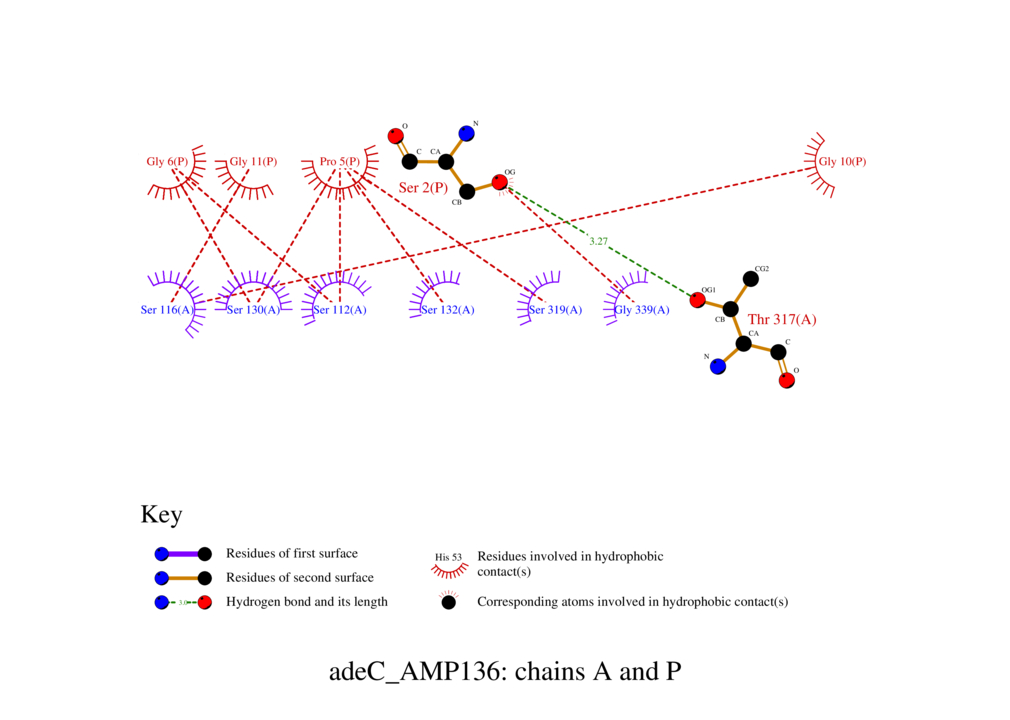 O
N
C
CA
OG
Gly 6(P)
Gly 11(P)
Pro 5(P)
Gly 10(P)
Ser 2(P)
CB
3.27
CG2
OG1
Ser 116(A)
Ser 130(A)
Ser 112(A)
Ser 132(A)
Ser 319(A)
Gly 339(A)
CB
Thr 317(A)
CA
C
N
O
Key
Residues of first surface
His 53
Residues involved in hydrophobic
contact(s)
Residues of second surface
3.0
Hydrogen bond and its length
Corresponding atoms involved in hydrophobic contact(s)
adeC_AMP136: chains A and P